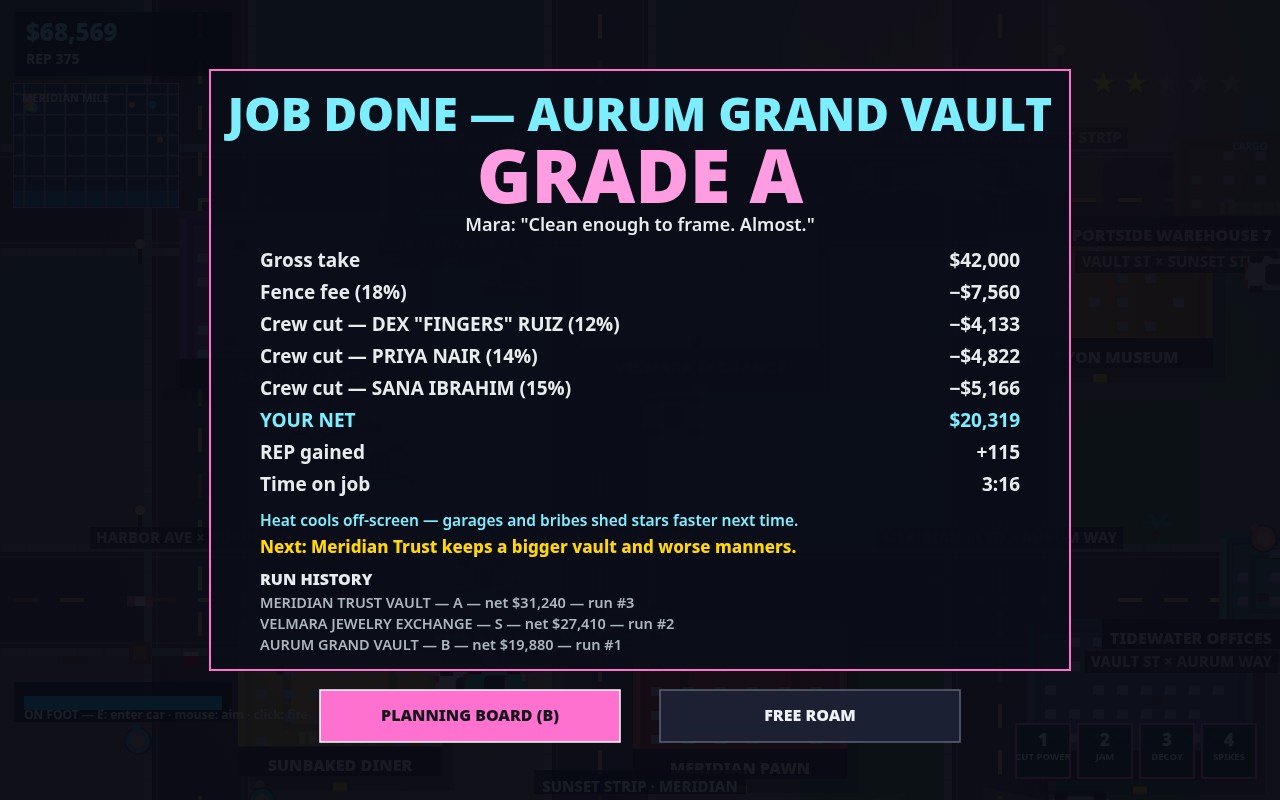 $68,569
REP 375
MERIDIAN MILE
JOB DONE — AURUM GRAND VAULT
GRADE A
Mara: "Clean enough to frame. Almost."
Gross take $42,000
Fence fee (18%) −$7,560
Crew cut — DEX "FINGERS" RUIZ (12%) −$4,133
Crew cut — PRIYA NAIR (14%) −$4,822
Crew cut — SANA IBRAHIM (15%) −$5,166
YOUR NET $20,319
REP gained +115
Time on job 3:16
Heat cools off-screen — garages and bribes shed stars faster next time.
Next: Meridian Trust keeps a bigger vault and worse manners.
RUN HISTORY
MERIDIAN TRUST VAULT — A — net $31,240 — run #3
VELMARA JEWELRY EXCHANGE — S — net $27,410 — run #2
AURUM GRAND VAULT — B — net $19,880 — run #1
STRIP
PORTSIDE WAREHOUSE 7
VAULT ST × SUNSET
MUSEUM
HARBOR AVE ×
WAY
TIDEWATER OFFICES
VAULT ST × AURUM WAY
PLANNING BOARD (B)
FREE ROAM
ON FOOT — E: enter car · mouse: aim · click: fire
1 CUT POWER
2 JAM
3 DECOY
4 SPIKES
SUNBAKED DINER
MERIDIAN PAWN
SUNSET STRIP · MERIDIAN